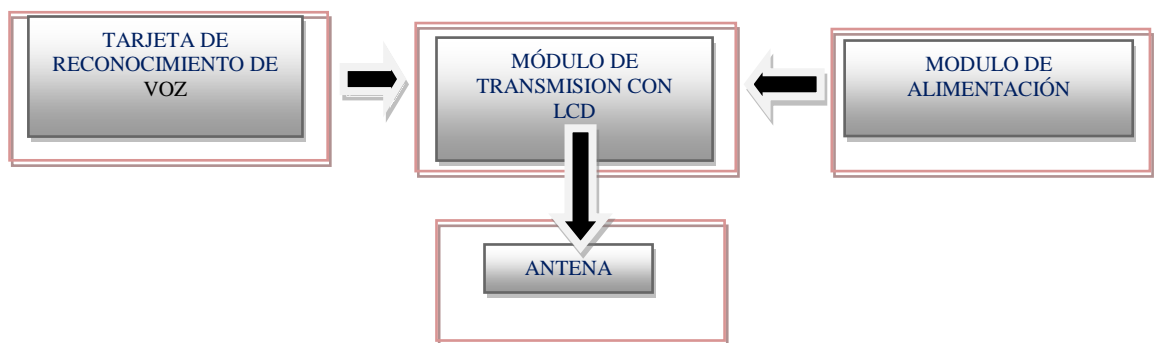 TARJETA DE
RECONOCIMIENTO DE
VOZ
MÓDULO DE
TRANSMISION CON
LCD
MODULO DE
ALIMENTACIÓN
ANTENA